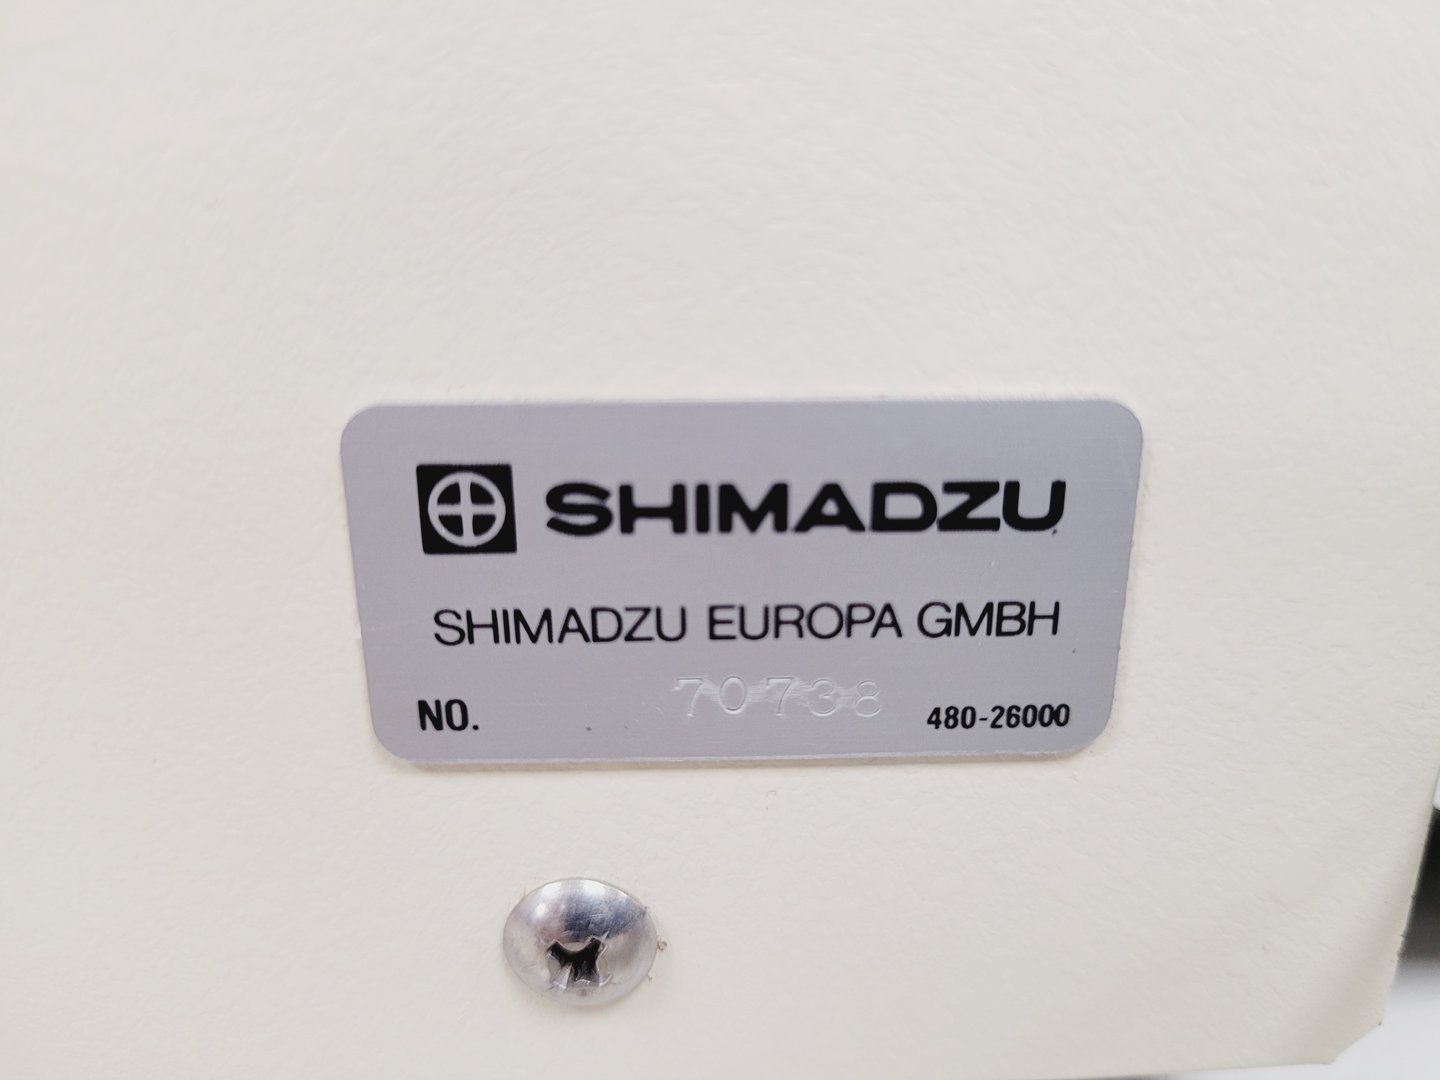 SHIMADZU
SHIMADZU EUROPA GMBH
NO. 70738 480-26000